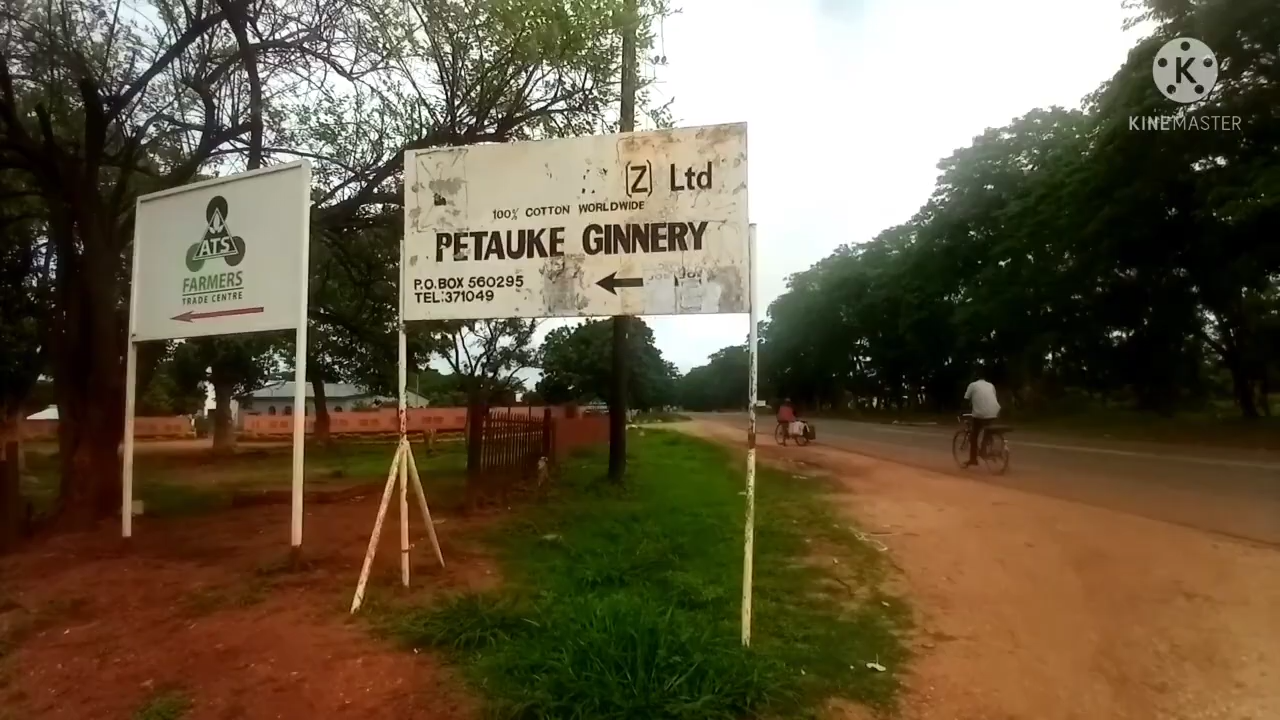 ATS
FARMERS
TRADE CENTRE
(Z) Ltd
100% COTTON WORLDWIDE
PETAUKE GINNERY
P.O.BOX 560295
TEL:371049
K
KINEMASTER